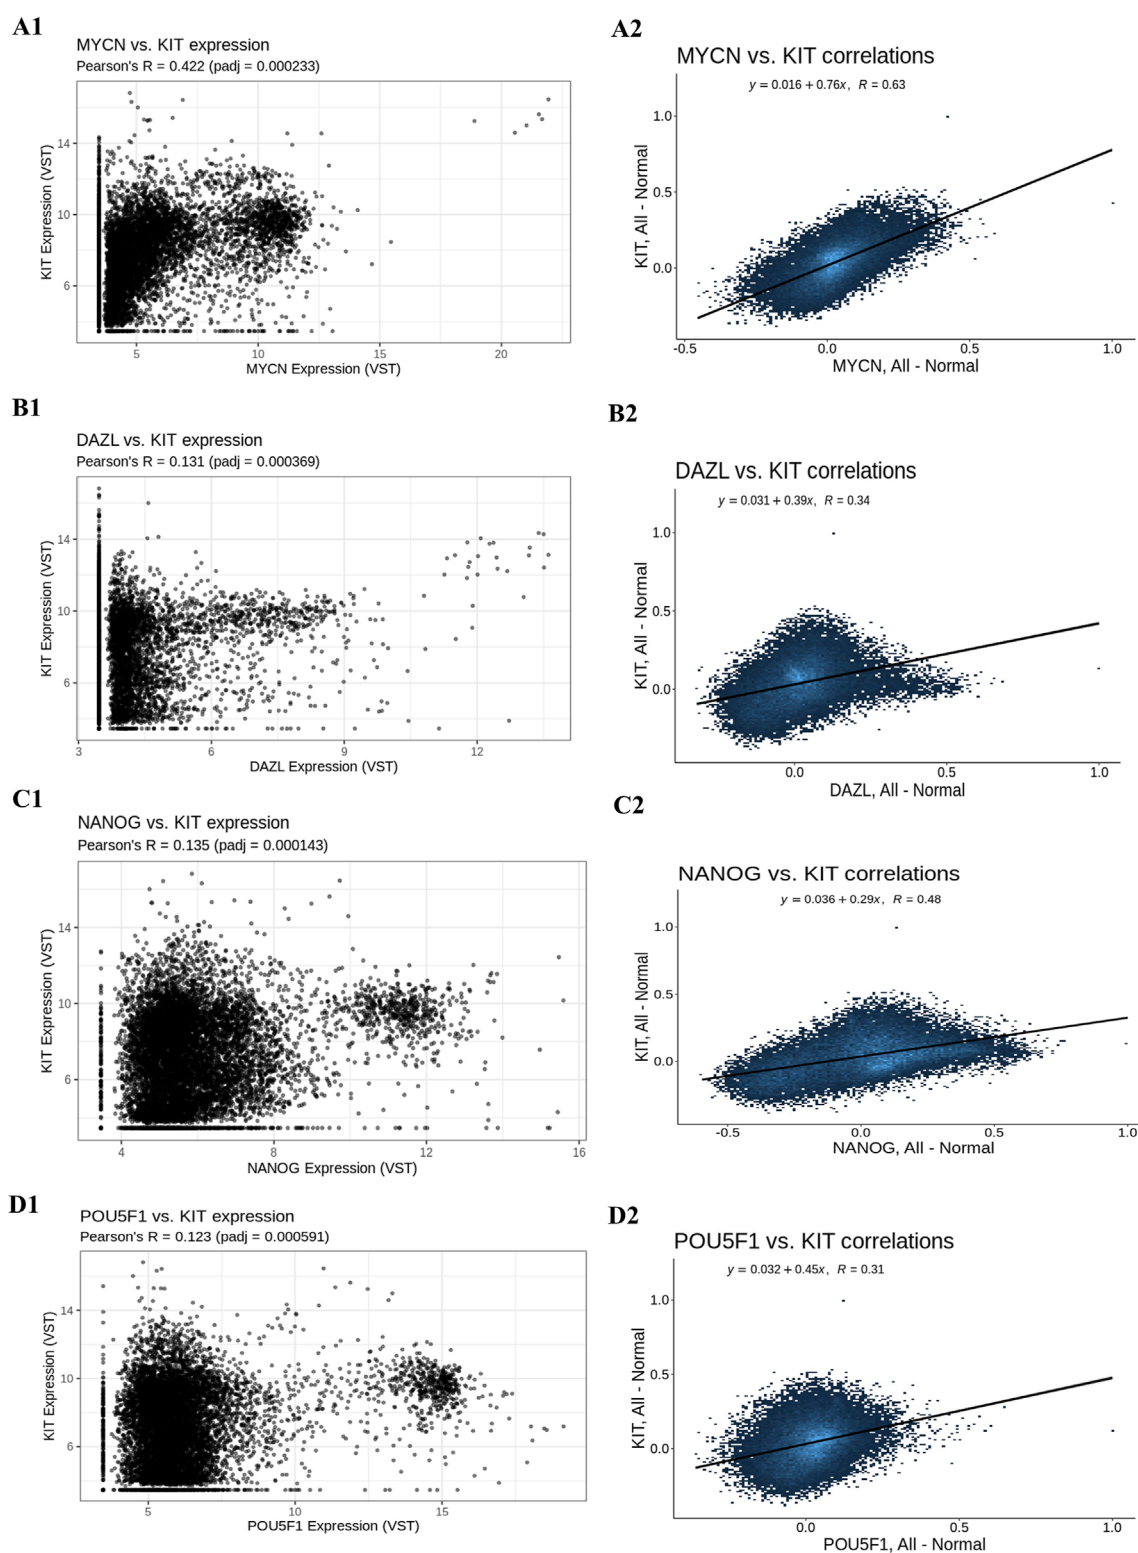 A1
MYCN vs. KIT expression
Pearson's R = 0.422 (padj = 0.000233)
KIT Expression (VST)
14
10
6
5
10
15
20
MYCN Expression (VST)
A2
MYCN vs. KIT correlations
y = 0.016 + 0.76x, R = 0.63
KIT, All - Normal
1.0
0.5
0.0
-0.5
0.0
0.5
1.0
MYCN, All - Normal
B1
DAZL vs. KIT expression
Pearson's R = 0.131 (padj = 0.000369)
KIT Expression (VST)
14
10
6
3
6
9
12
DAZL Expression (VST)
B2
DAZL vs. KIT correlations
y = 0.031 + 0.39x, R = 0.34
KIT, All - Normal
1.0
0.5
0.0
0.0
0.5
1.0
DAZL, All - Normal
C1
NANOG vs. KIT expression
Pearson's R = 0.135 (padj = 0.000143)
KIT Expression (VST)
14
10
6
4
8
12
16
NANOG Expression (VST)
C2
NANOG vs. KIT correlations
y = 0.036 + 0.29x, R = 0.48
KIT, All - Normal
1.0
0.5
0.0
-0.5
0.0
0.5
1.0
NANOG, All - Normal
D1
POU5F1 vs. KIT expression
Pearson's R = 0.123 (padj = 0.000591)
KIT Expression (VST)
14
10
6
5
10
15
POU5F1 Expression (VST)
D2
POU5F1 vs. KIT correlations
y = 0.032 + 0.45x, R = 0.31
KIT, All - Normal
1.0
0.5
0.0
0.0
0.5
1.0
POU5F1, All - Normal